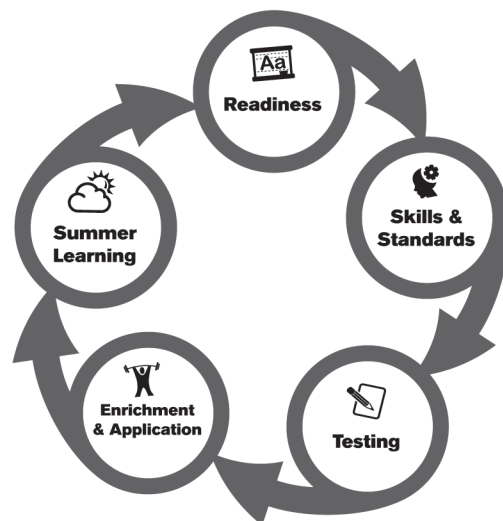 Aa
Readiness
Skills &
Standards
Testing
Enrichment
& Application
Summer
Learning